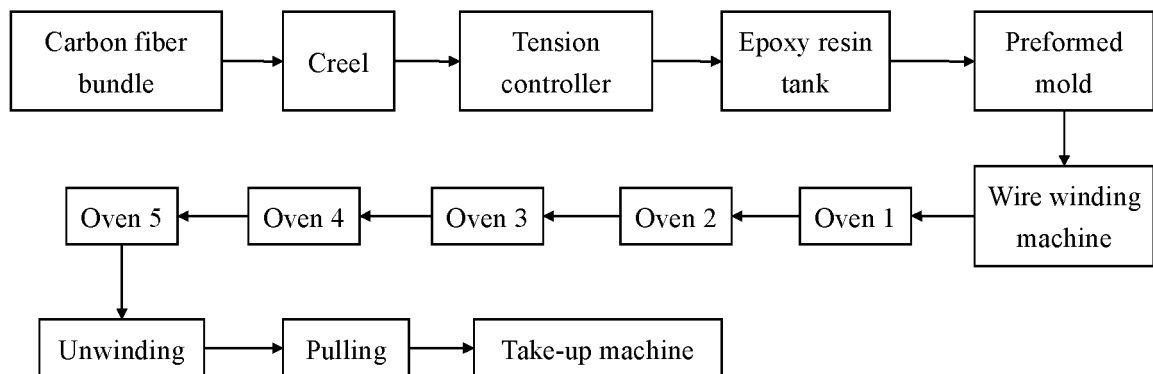 Carbon fiber
bundle
Creel
Tension
controller
Epoxy resin
tank
Preformed
mold
Wire winding
machine
Oven 1
Oven 2
Oven 3
Oven 4
Oven 5
Unwinding
Pulling
Take-up machine